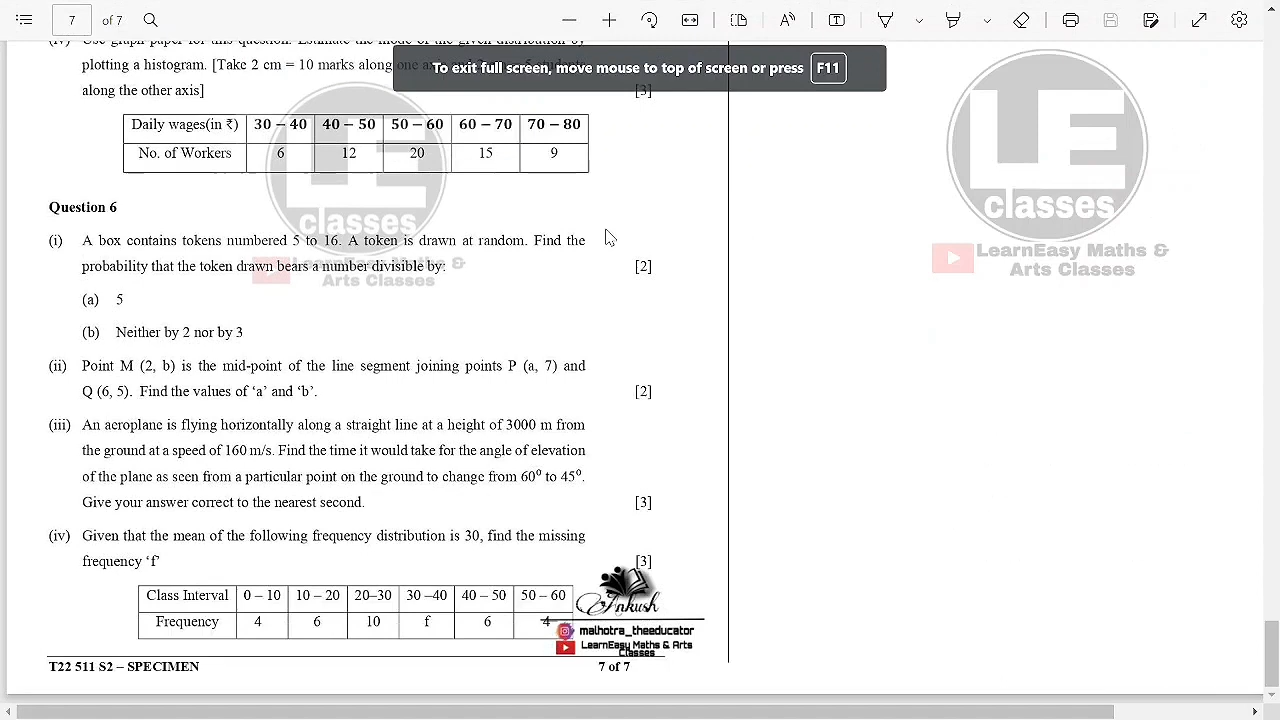 7 of 7
(iv) Use graph paper for this question. Estimate the mode of the given distribution by
plotting a histogram. [Take 2 cm = 10 marks along one
along the other axis] [3]
To exit full screen, move mouse to top of screen or press F11
Daily wages(in ₹) 30 – 40 40 – 50 50 – 60 60 – 70 70 – 80
No. of Workers 6 12 20 15 9
Question 6
(i) A box contains tokens numbered 5 to 16. A token is drawn at random. Find the
probability that the token drawn bears a number divisible by: [2]
(a) 5
(b) Neither by 2 nor by 3
(ii) Point M (2, b) is the mid-point of the line segment joining points P (a, 7) and
Q (6, 5). Find the values of ‘a’ and ‘b’. [2]
(iii) An aeroplane is flying horizontally along a straight line at a height of 3000 m from
the ground at a speed of 160 m/s. Find the time it would take for the angle of elevation
of the plane as seen from a particular point on the ground to change from 60⁰ to 45⁰.
Give your answer correct to the nearest second. [3]
(iv) Given that the mean of the following frequency distribution is 30, find the missing
frequency ‘f’ [3]
Class Interval 0 – 10 10 – 20 20–30 30 –40 40 – 50 50 – 60
Frequency 4 6 10 f 6 4
T22 511 S2 – SPECIMEN 7 of 7
LE
classes
LearnEasy Maths &
Arts Classes
Ankush
malhotra_theeducator
LearnEasy Maths & Arts
Classes
LE
classes
LearnEasy Maths &
Arts Classes